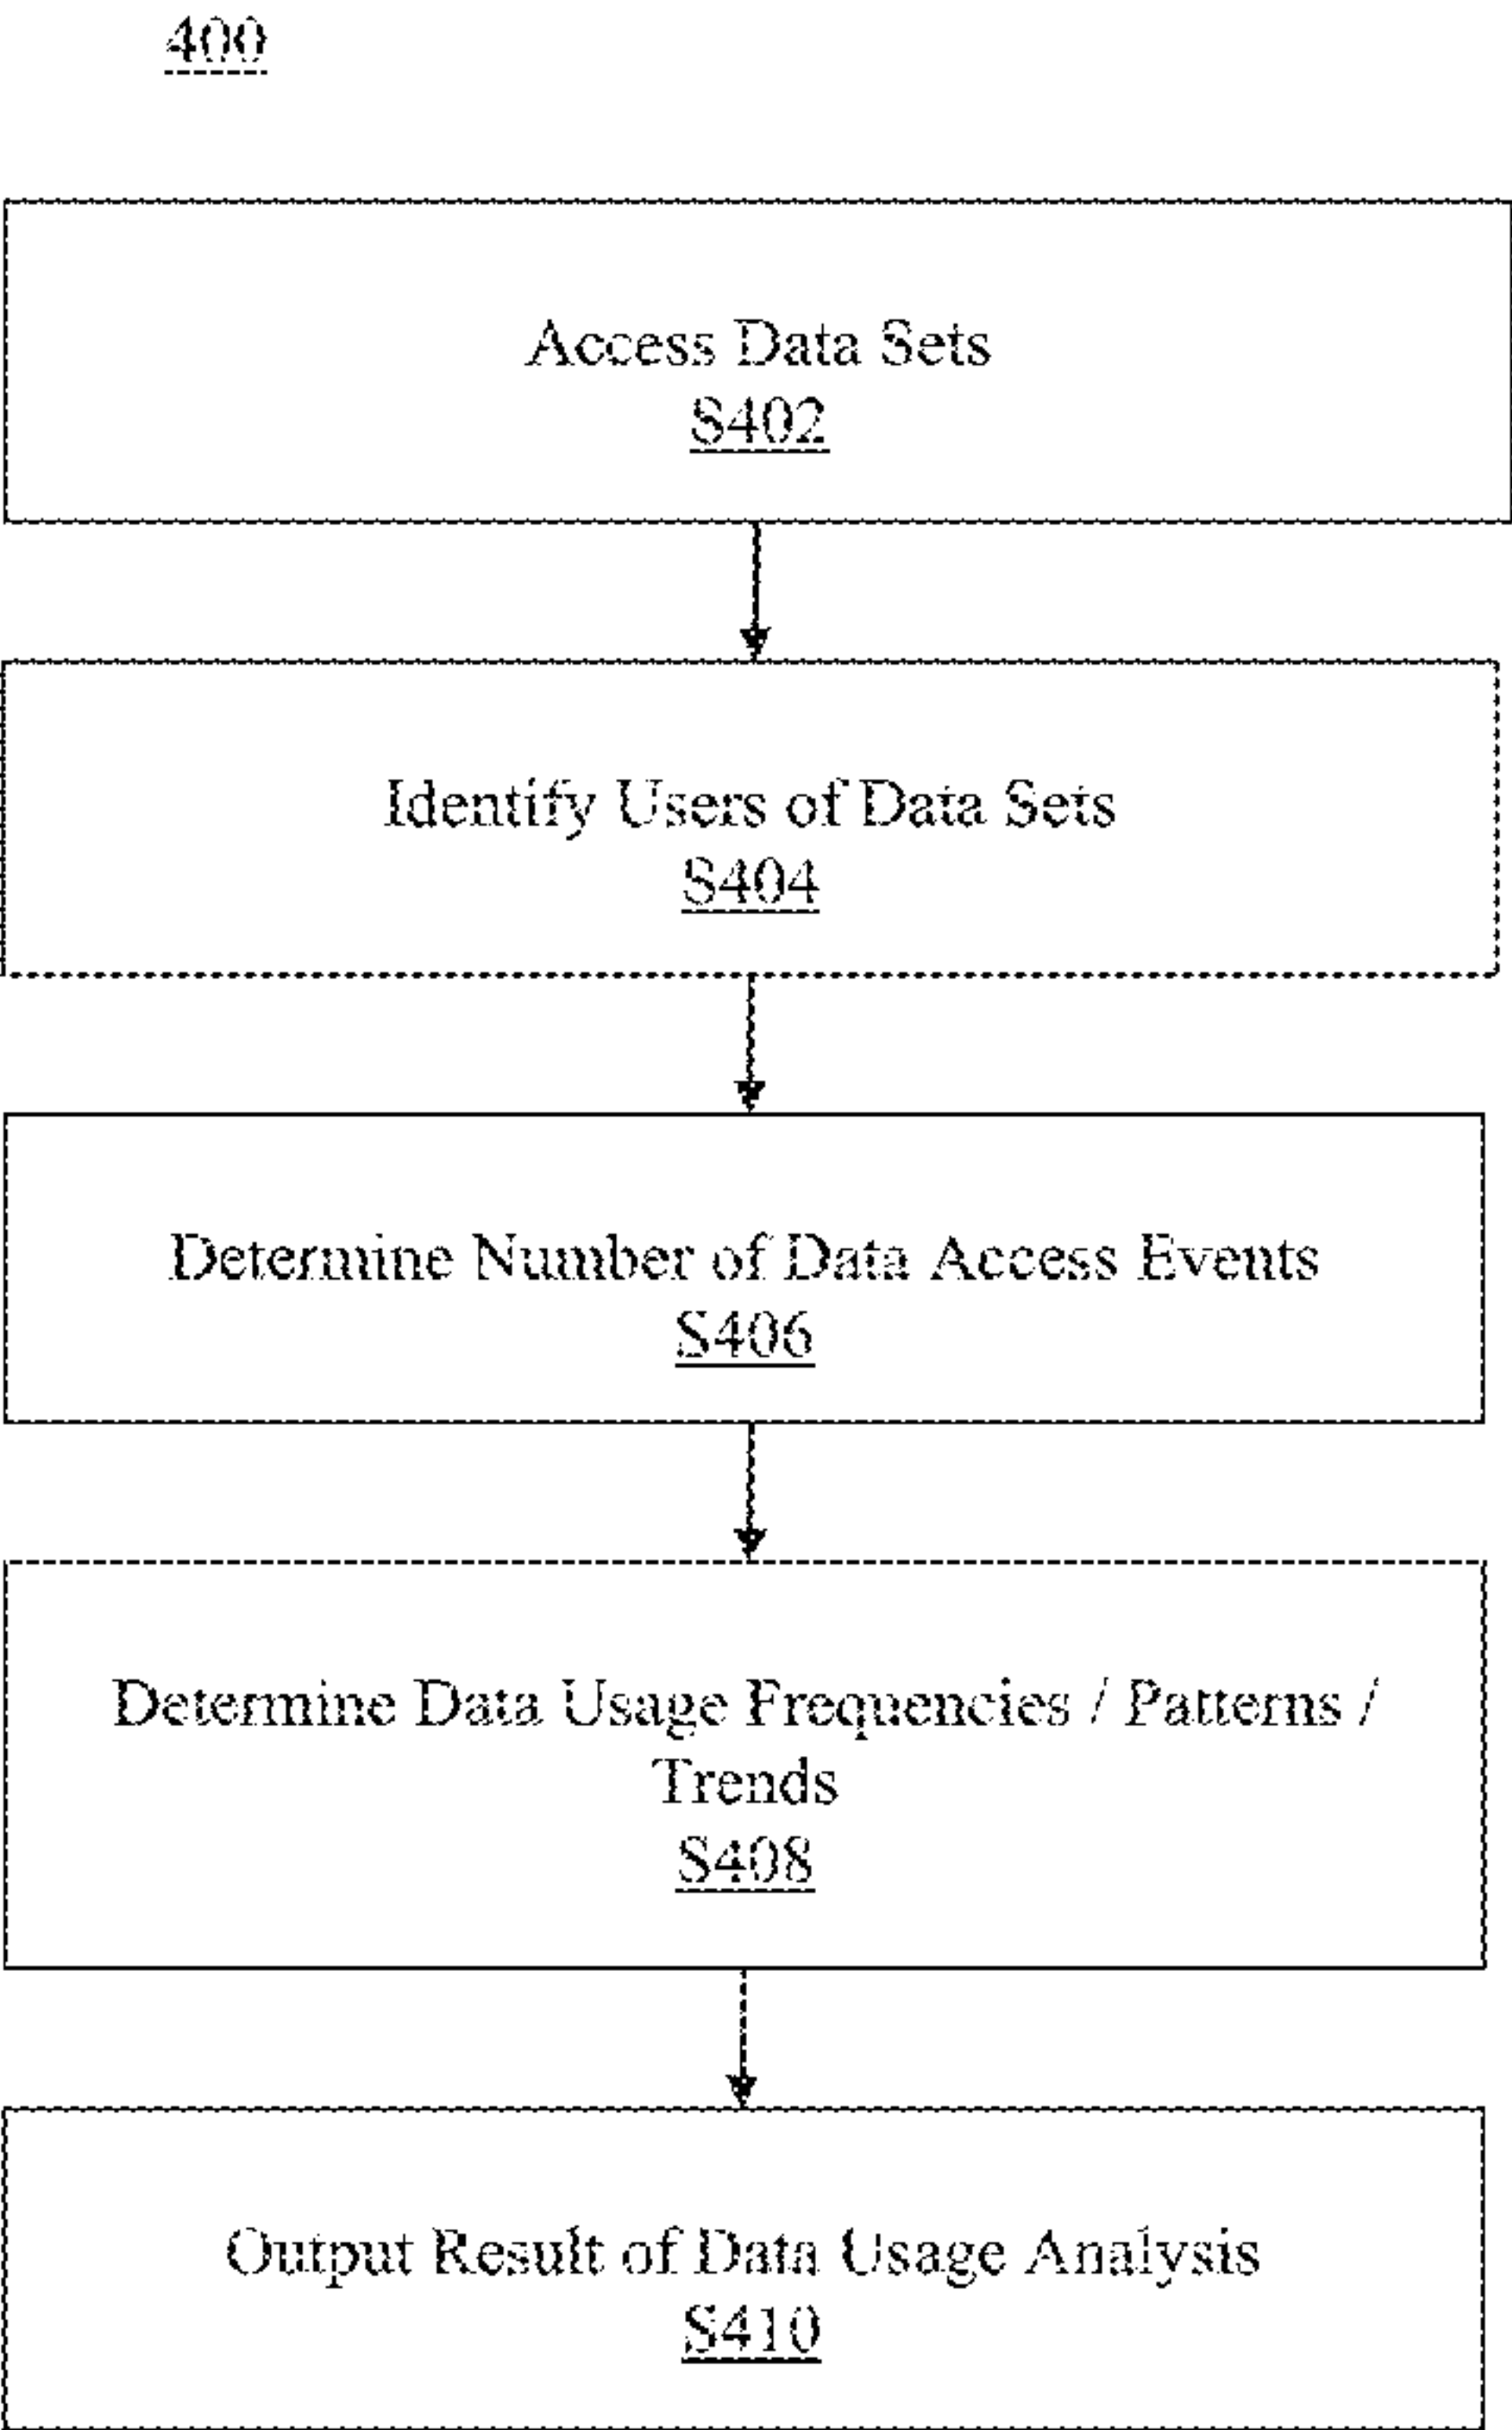 400
Access Data Sets
S402
Identify Users of Data Sets
S404
Determine Number of Data Access Events
S406
Determine Data Usage Frequencies / Patterns /
Trends
S408
Output Result of Data Usage Analysis
S410